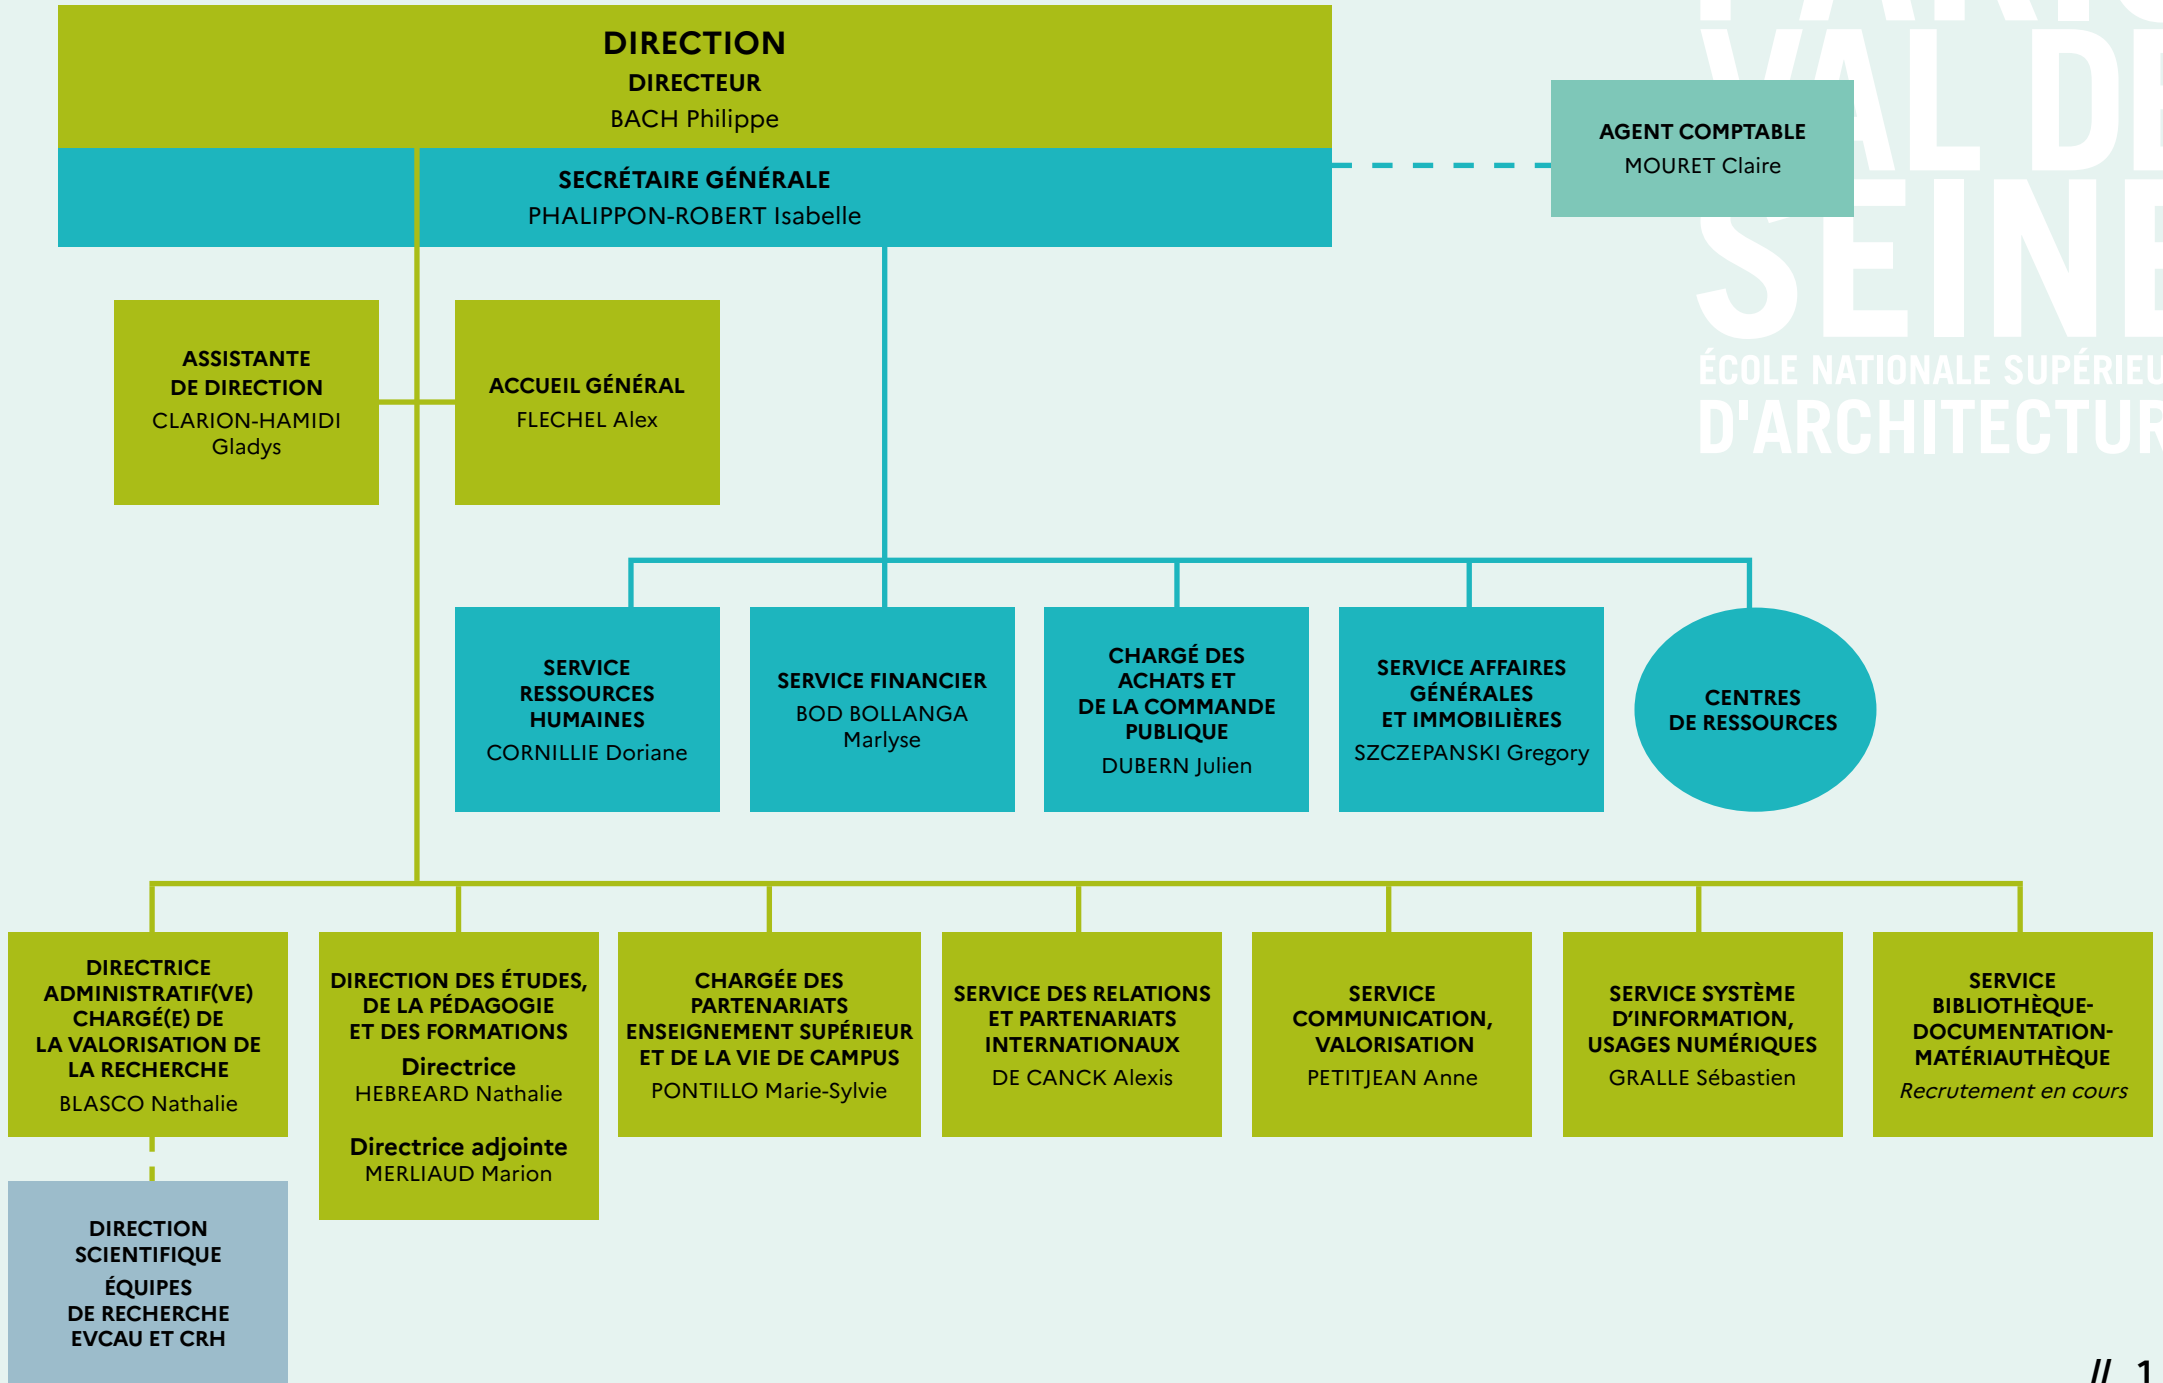 PARIS
VAL DE
SEINE
ÉCOLE NATIONALE SUPÉRIEU
D'ARCHITECTUR
DIRECTION
DIRECTEUR
BACH Philippe
SECRÉTAIRE GÉNÉRALE
PHALIPPON-ROBERT Isabelle
AGENT COMPTABLE
MOURET Claire
ASSISTANTE
DE DIRECTION
CLARION-HAMIDI
Gladys
ACCUEIL GÉNÉRAL
FLECHEL Alex
SERVICE
RESSOURCES
HUMAINES
CORNILLIE Doriane
SERVICE FINANCIER
BOD BOLLANGA
Marlyse
CHARGÉ DES
ACHATS ET
DE LA COMMANDE
PUBLIQUE
DUBERN Julien
SERVICE AFFAIRES
GÉNÉRALES
ET IMMOBILIÈRES
SZCZEPANSKI Gregory
CENTRES
DE RESSOURCES
DIRECTRICE
ADMINISTRATIF(VE)
CHARGÉ(E) DE
LA VALORISATION DE
LA RECHERCHE
BLASCO Nathalie
DIRECTION DES ÉTUDES,
DE LA PÉDAGOGIE
ET DES FORMATIONS
Directrice
HEBREARD Nathalie
Directrice adjointe
MERLIAUD Marion
CHARGÉE DES
PARTENARIATS
ENSEIGNEMENT SUPÉRIEUR
ET DE LA VIE DE CAMPUS
PONTILLO Marie-Sylvie
SERVICE DES RELATIONS
ET PARTENARIATS
INTERNATIONAUX
DE CANCK Alexis
SERVICE
COMMUNICATION,
VALORISATION
PETITJEAN Anne
SERVICE SYSTÈME
D’INFORMATION,
USAGES NUMÉRIQUES
GRALLE Sébastien
SERVICE
BIBLIOTHÈQUE-
DOCUMENTATION-
MATÉRIAUTHÈQUE
Recrutement en cours
DIRECTION
SCIENTIFIQUE
ÉQUIPES
DE RECHERCHE
EVCAU ET CRH
// 1